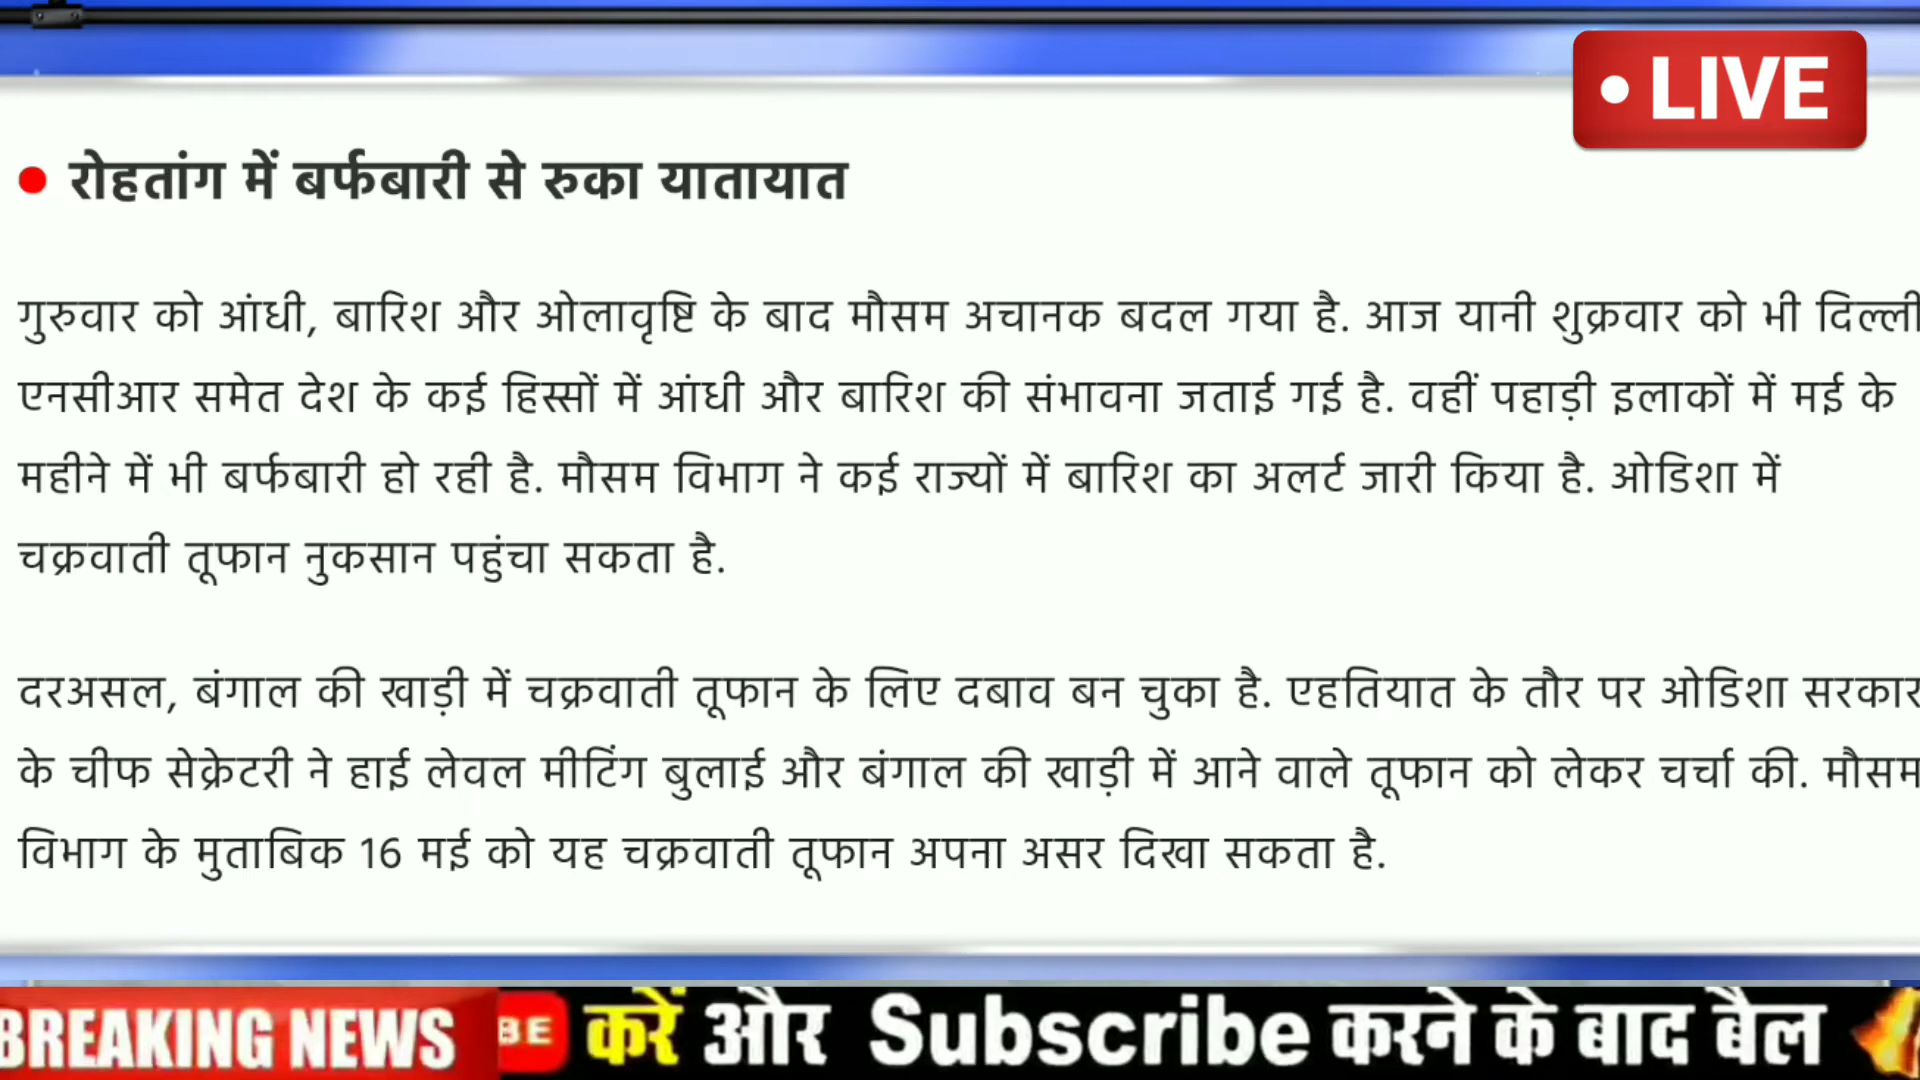 LIVE
रोहतांग में बर्फबारी से रुका यातायात
गुरुवार को आंधी, बारिश और ओलावृष्टि के बाद मौसम अचानक बदल गया है. आज यानी शुक्रवार को भी दिल्ली
एनसीआर समेत देश के कई हिस्सों में आंधी और बारिश की संभावना जताई गई है. वहीं पहाड़ी इलाकों में मई के
महीने में भी बर्फबारी हो रही है. मौसम विभाग ने कई राज्यों में बारिश का अलर्ट जारी किया है. ओडिशा में
चक्रवाती तूफान नुकसान पहुंचा सकता है.
दरअसल, बंगाल की खाड़ी में चक्रवाती तूफान के लिए दबाव बन चुका है. एहतियात के तौर पर ओडिशा सरकार
के चीफ सेक्रेटरी ने हाई लेवल मीटिंग बुलाई और बंगाल की खाड़ी में आने वाले तूफान को लेकर चर्चा की. मौसम
विभाग के मुताबिक 16 मई को यह चक्रवाती तूफान अपना असर दिखा सकता है.
BREAKING NEWS BE करें और Subscribe करने के बाद बैल